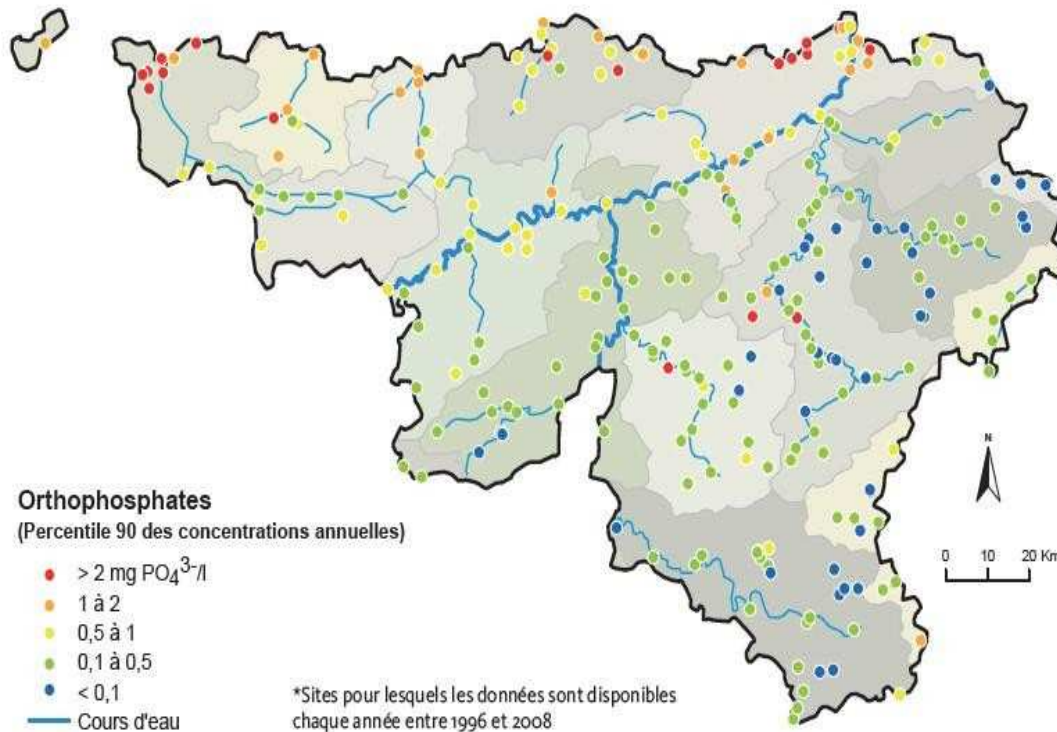 Orthophosphates
(Percentile 90 des concentrations annuelles)
> 2 mg PO₄³⁻/l
1 à 2
0,5 à 1
0,1 à 0,5
< 0,1
Cours d'eau
*Sites pour lesquels les données sont disponibles
chaque année entre 1996 et 2008
N
0 10 20 Km